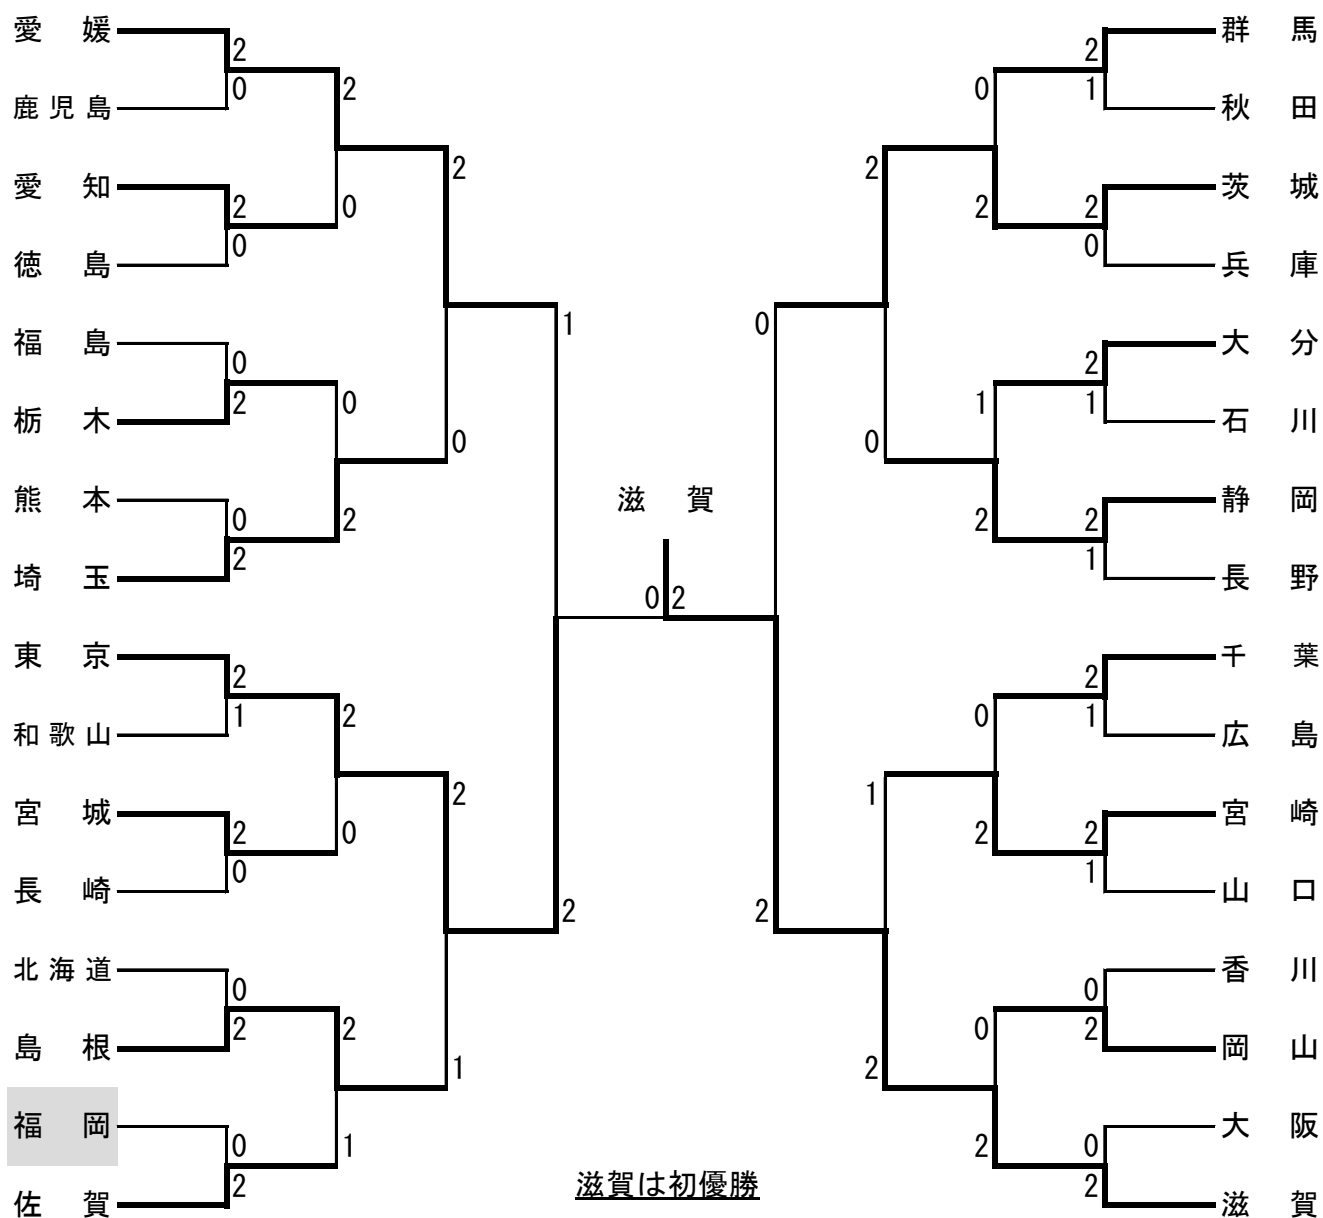 愛媛
2
0
鹿児島
2
愛知
2
0
徳島
0
2
福島
0
2
栃木
0
熊本
0
2
埼玉
2
0
1
東京
2
1
和歌山
2
宮城
2
0
長崎
0
2
北海道
0
2
島根
2
福岡
0
2
佐賀
1
1
2
滋賀
0 2
滋賀は初優勝
群馬
2
1
秋田
0
茨城
2
0
兵庫
2
2
大分
2
1
石川
1
静岡
2
1
長野
2
0
0
千葉
2
1
広島
0
宮崎
2
1
山口
2
1
香川
0
2
岡山
0
大阪
0
2
滋賀
2
2
2